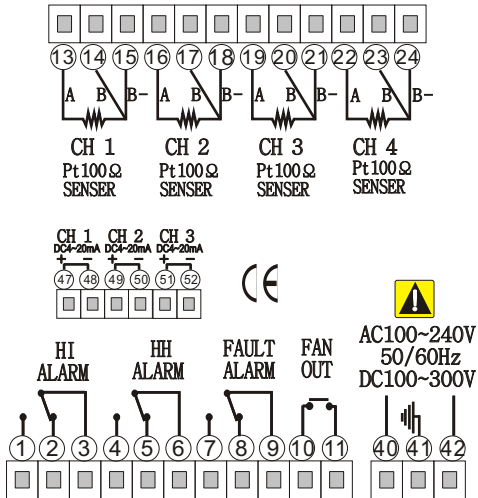 13 14 15 16 17 18 19 20 21 22 23 24
A B B- A B B- A B B- A B B-
CH 1 CH 2 CH 3 CH 4
Pt100Ω Pt100Ω Pt100Ω Pt100Ω
SENSER SENSER SENSER SENSER
CH 1 CH 2 CH 3
DC4~20mA DC4~20mA DC4~20mA
+ − + − + −
47 48 49 50 51 52
CE
HI ALARM
HH ALARM
FAULT ALARM
FAN OUT
AC100~240V
50/60Hz
DC100~300V
1 2 3 4 5 6 7 8 9 10 11 40 41 42